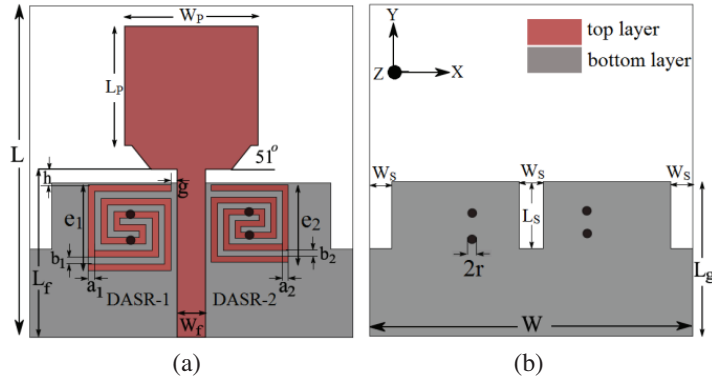 W_P
L_P
L
51°
h
g
e_1
e_2
b_1
b_2
L_f
a_1
DASR-1
DASR-2
a_2
W_f
(a)
Y
Z
X
top layer
bottom layer
W_S
W_S
W_S
L_S
2r
L_g
W
(b)